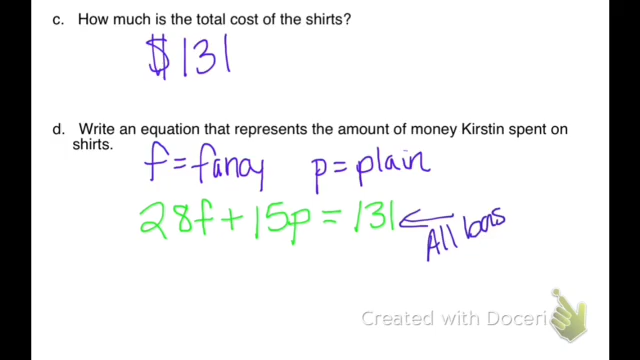 c. How much is the total cost of the shirts?
$131
d. Write an equation that represents the amount of money Kirstin spent on
shirts.
f = fancy p = plain
28f + 15p = 131
All
Created with Doceri